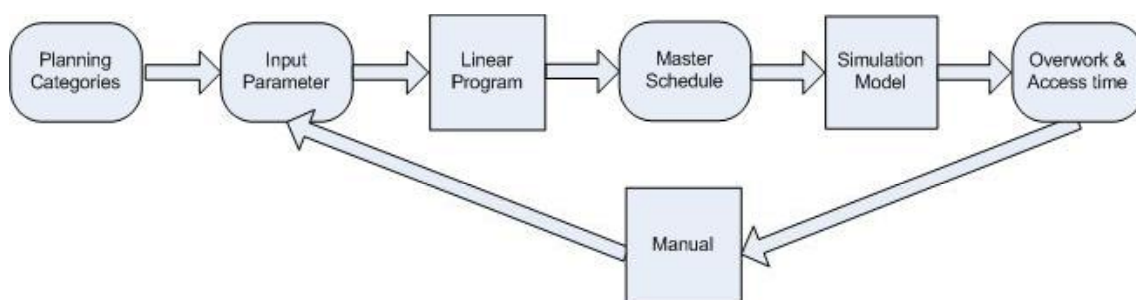 Planning
Categories
Input
Parameter
Linear
Program
Master
Schedule
Simulation
Model
Overwork &
Access time
Manual